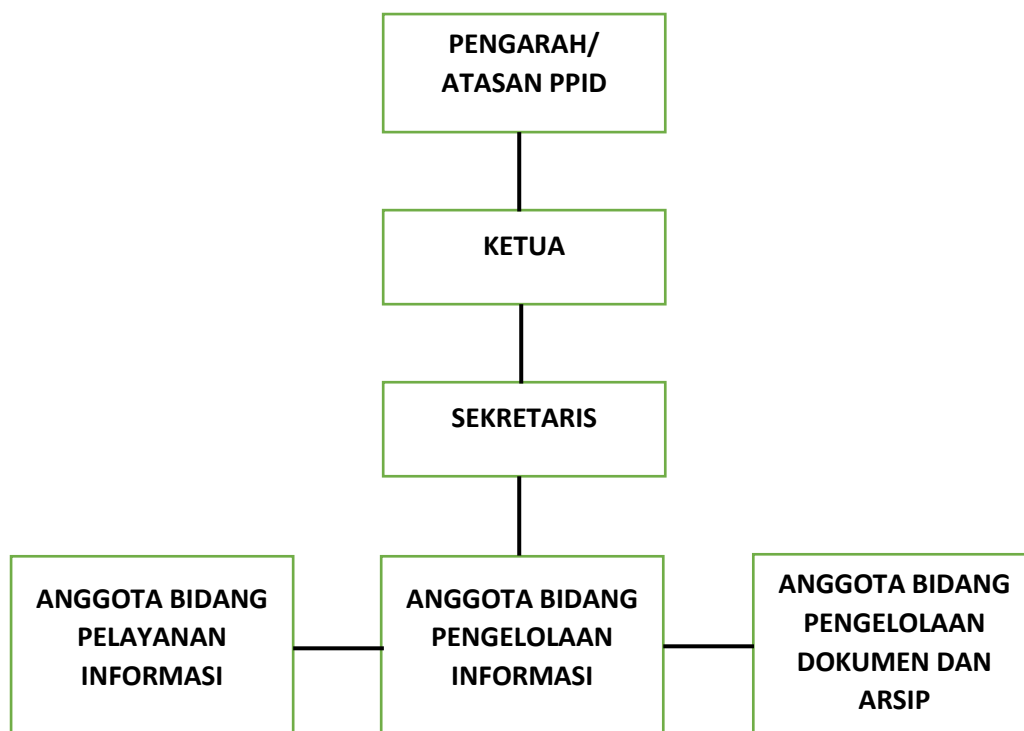 PENGARAH/
ATASAN PPID
KETUA
SEKRETARIS
ANGGOTA BIDANG
PELAYANAN
INFORMASI
ANGGOTA BIDANG
PENGELOLAAN
INFORMASI
ANGGOTA BIDANG
PENGELOLAAN
DOKUMEN DAN
ARSIP